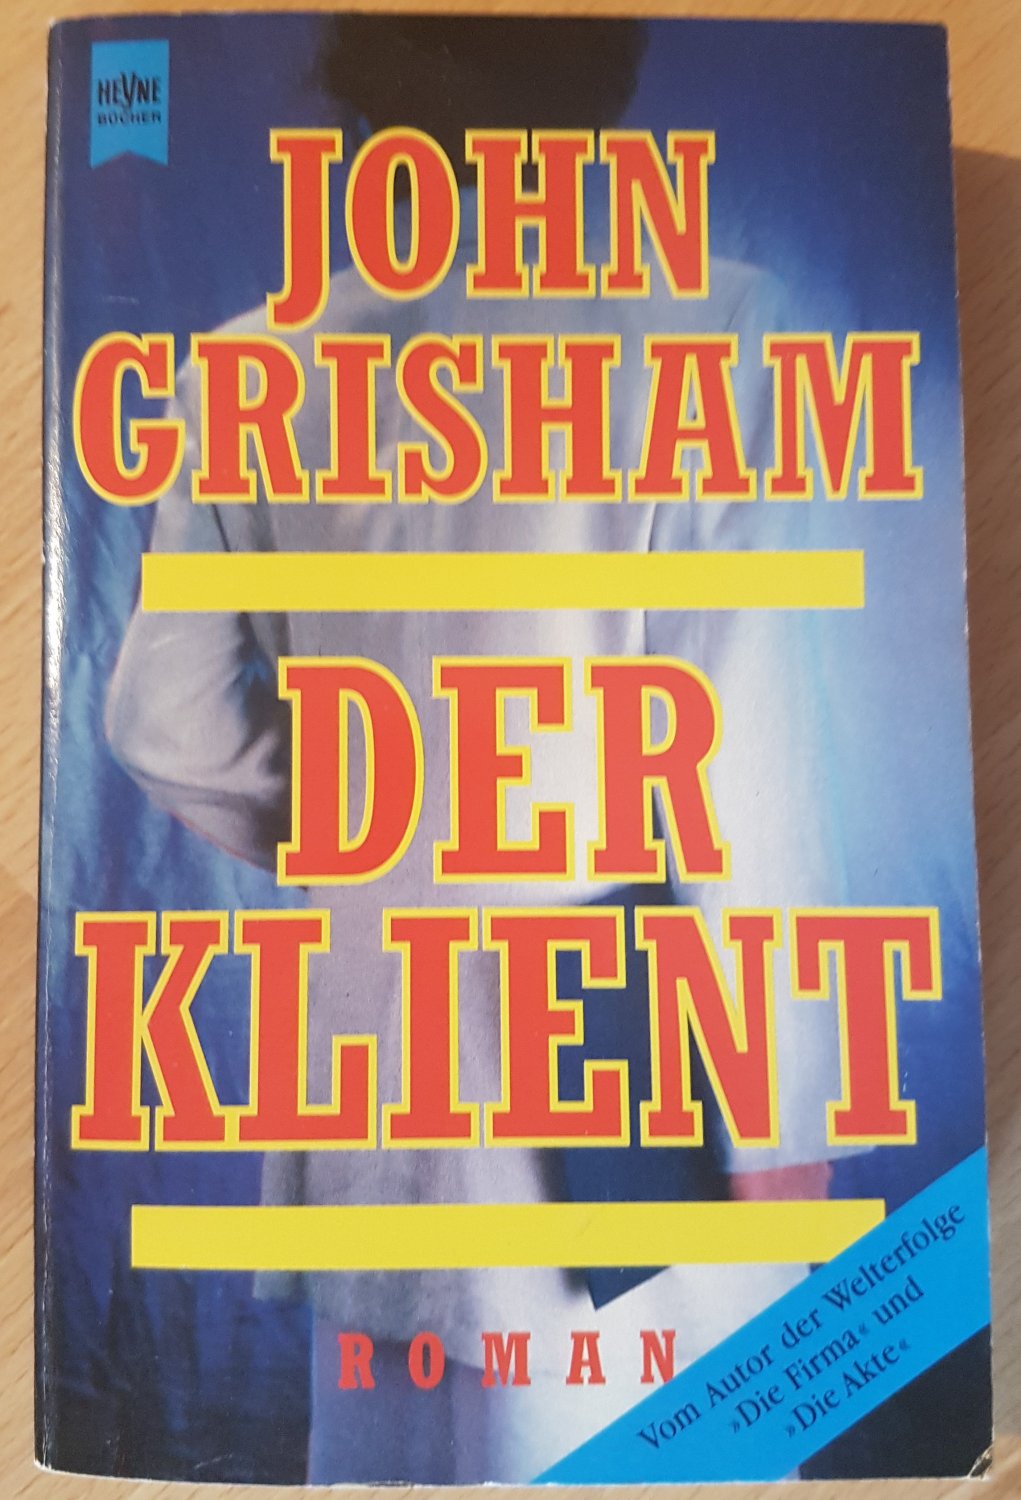 HEYNE
BÜCHER
JOHN
GRISHAM
DER
KLIENT
ROMAN
Vom Autor der Welterfolge
»Die Firma« und
»Die Akte«